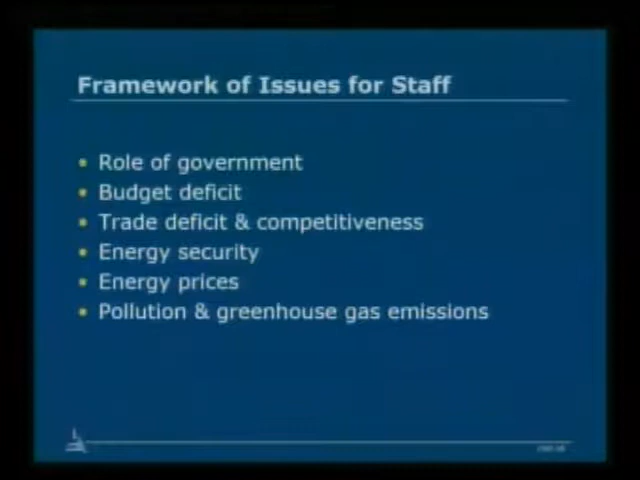 Framework of Issues for Staff
Role of government
Budget deficit
Trade deficit & competitiveness
Energy security
Energy prices
Pollution & greenhouse gas emissions